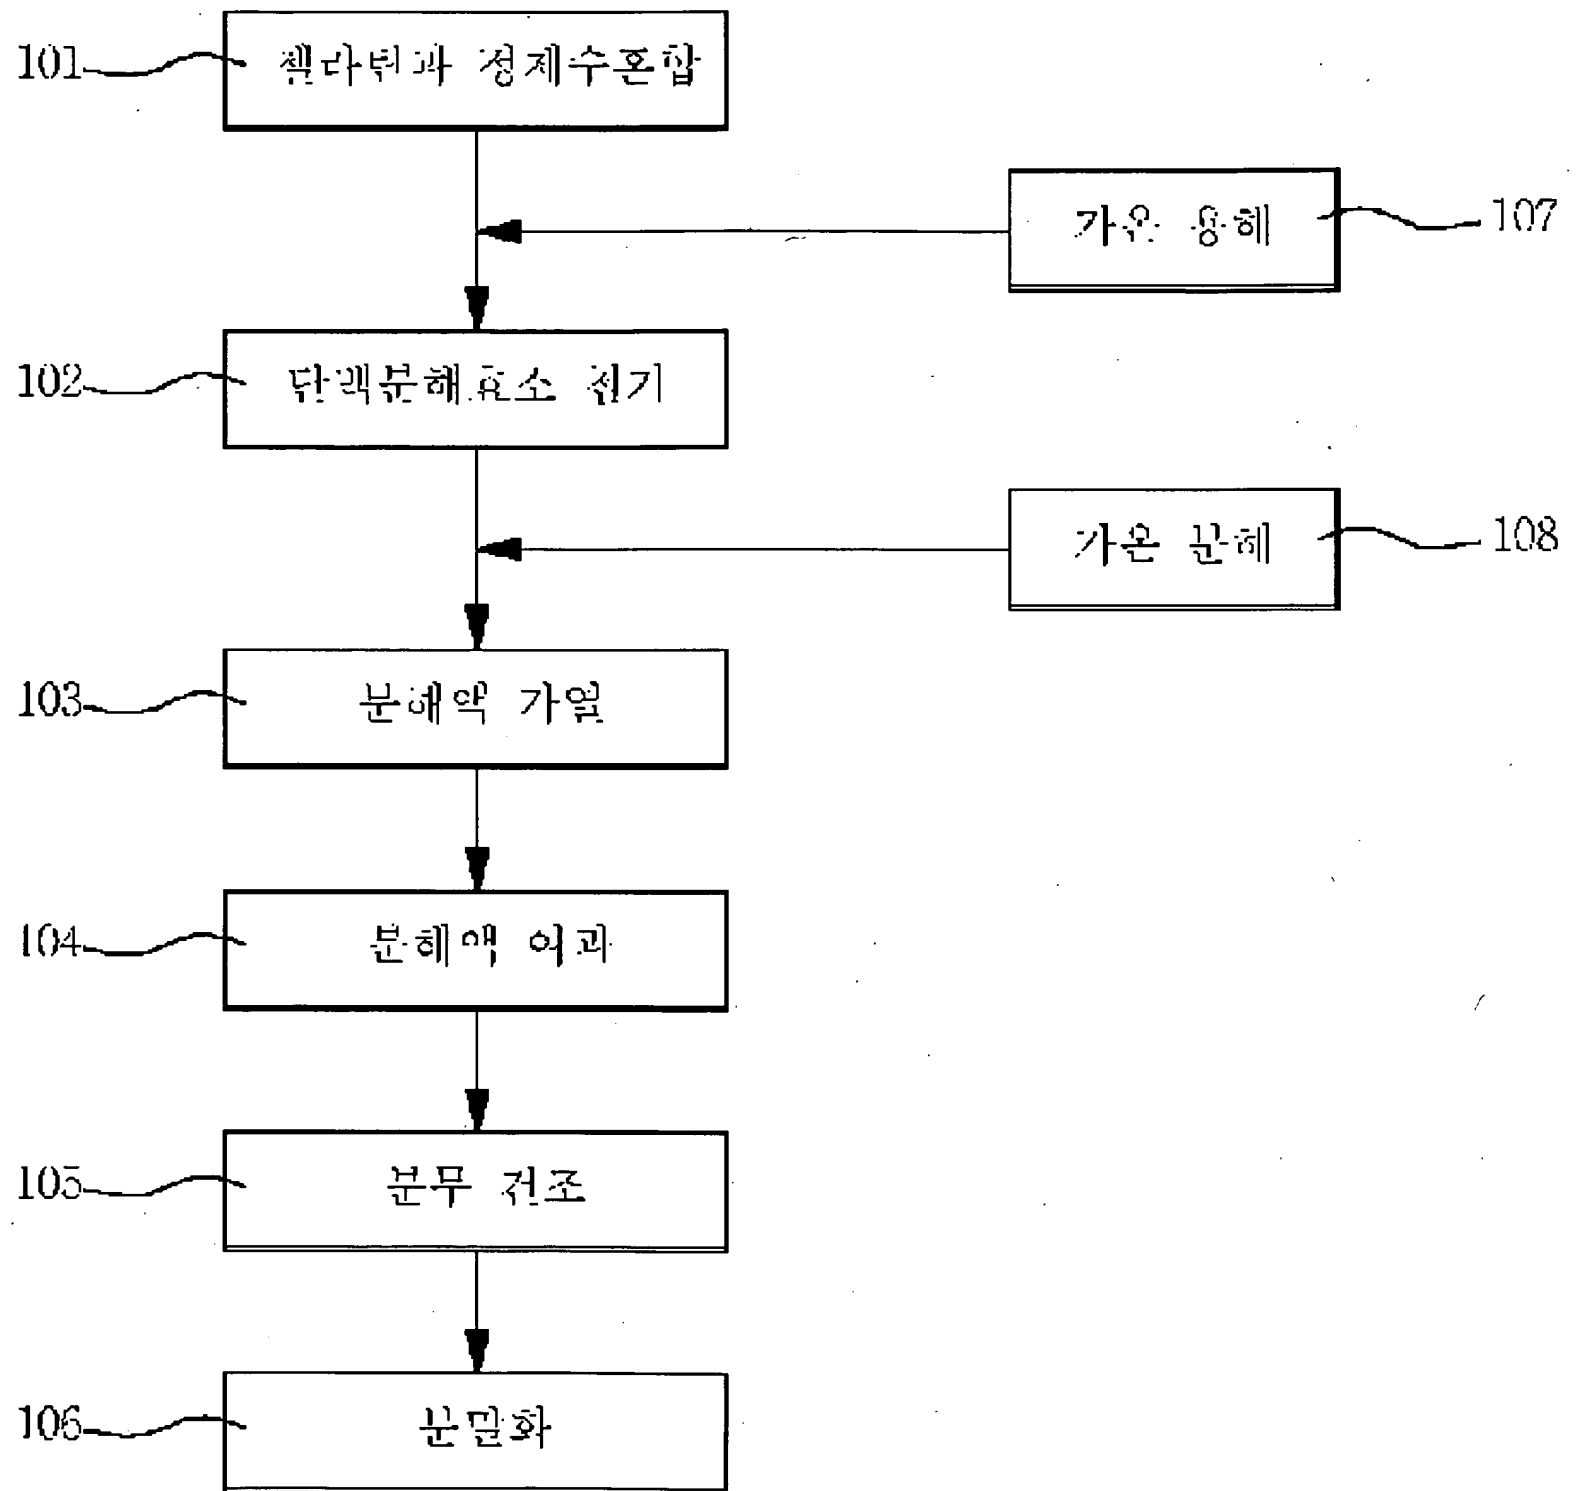 101 젤라틴과 정제수혼합
가온 용해 107
102 단백분해효소 첨가
가온 분해 108
103 분해액 가열
104 분해액 여과
105 분무 건조
106 분말화